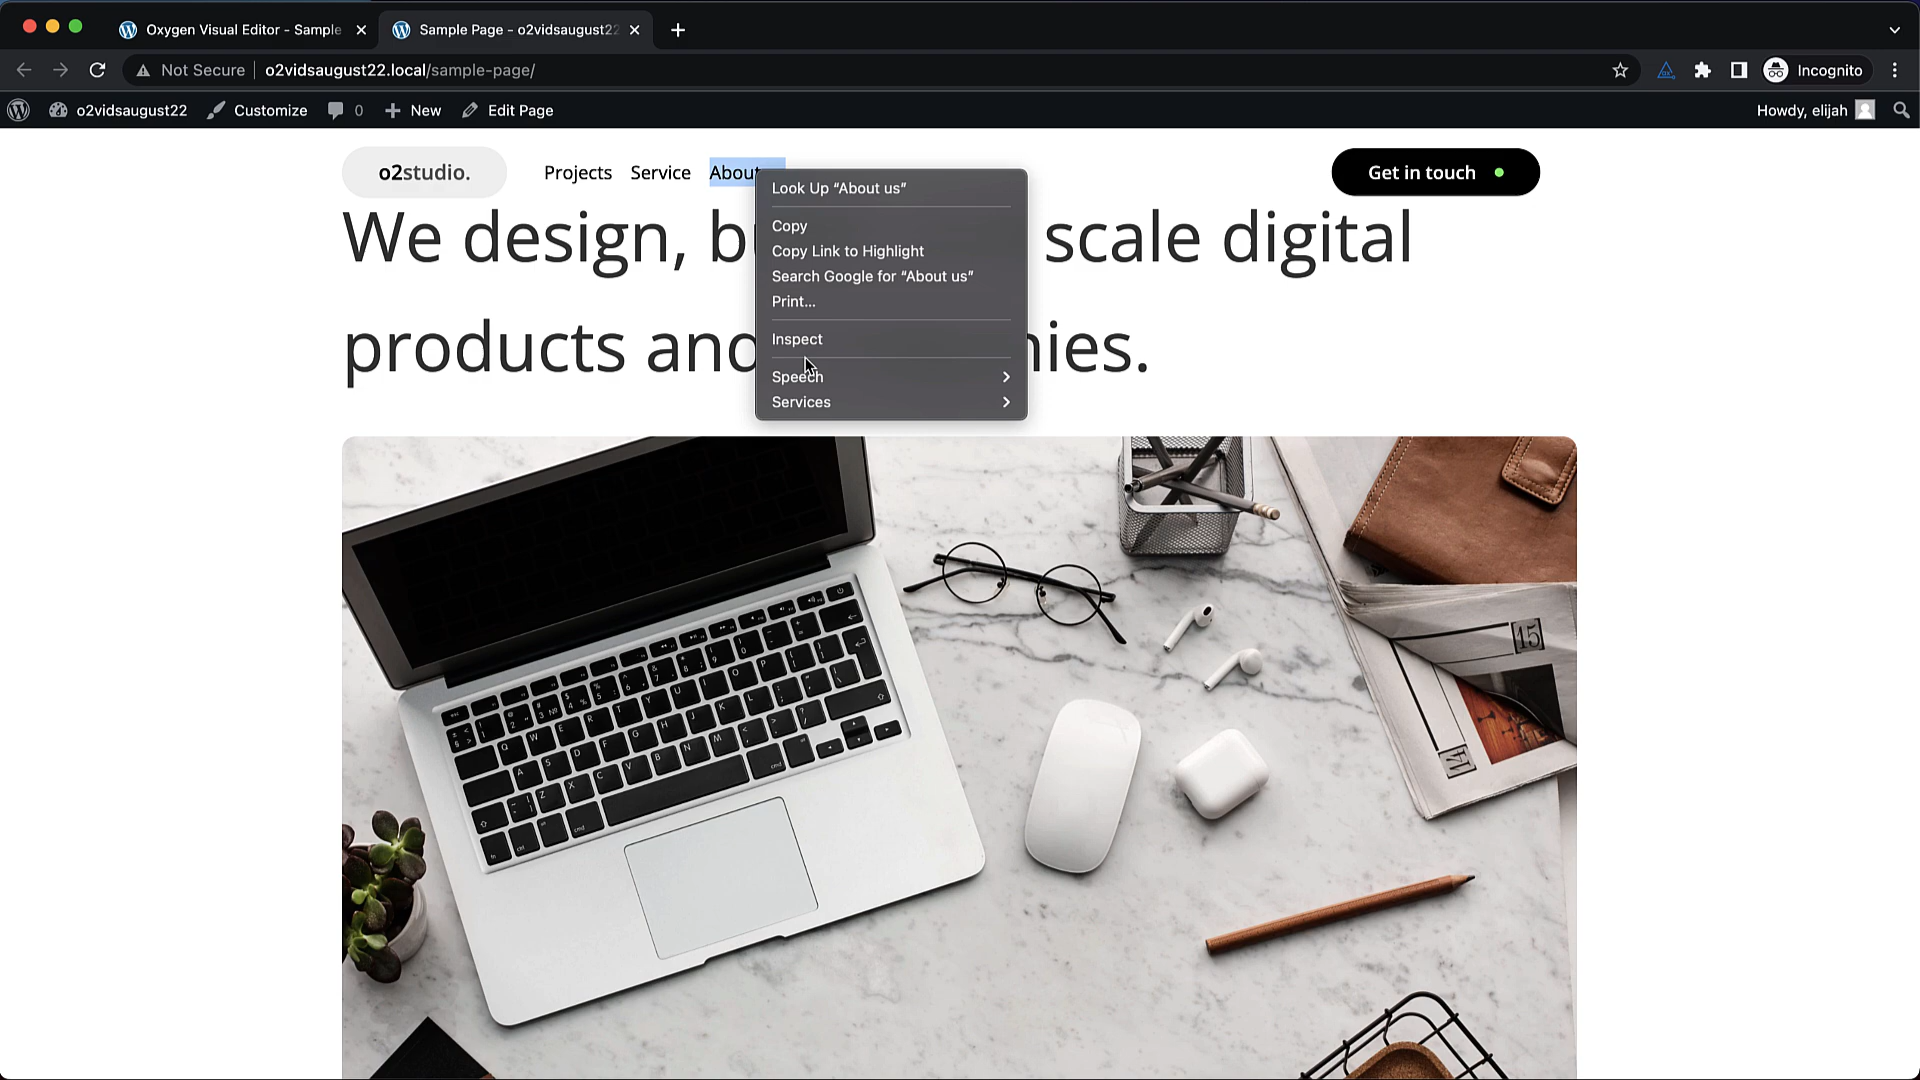 Oxygen Visual Editor - Sample
Sample Page - o2vidsaugust22
Not Secure
o2vidsaugust22.local/sample-page/
Incognito
o2vidsaugust22
Customize
0
New
Edit Page
Howdy, elijah
o2studio.
Projects
Service
About
Get in touch
Look Up “About us”
Copy
Copy Link to Highlight
Search Google for “About us”
Print...
Inspect
Speech
Services
We design, scale digital
products and
15